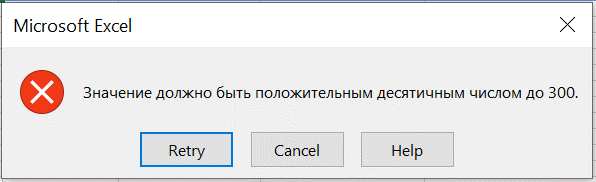 Microsoft Excel
Значение должно быть положительным десятичным числом до 300.
Retry
Cancel
Help